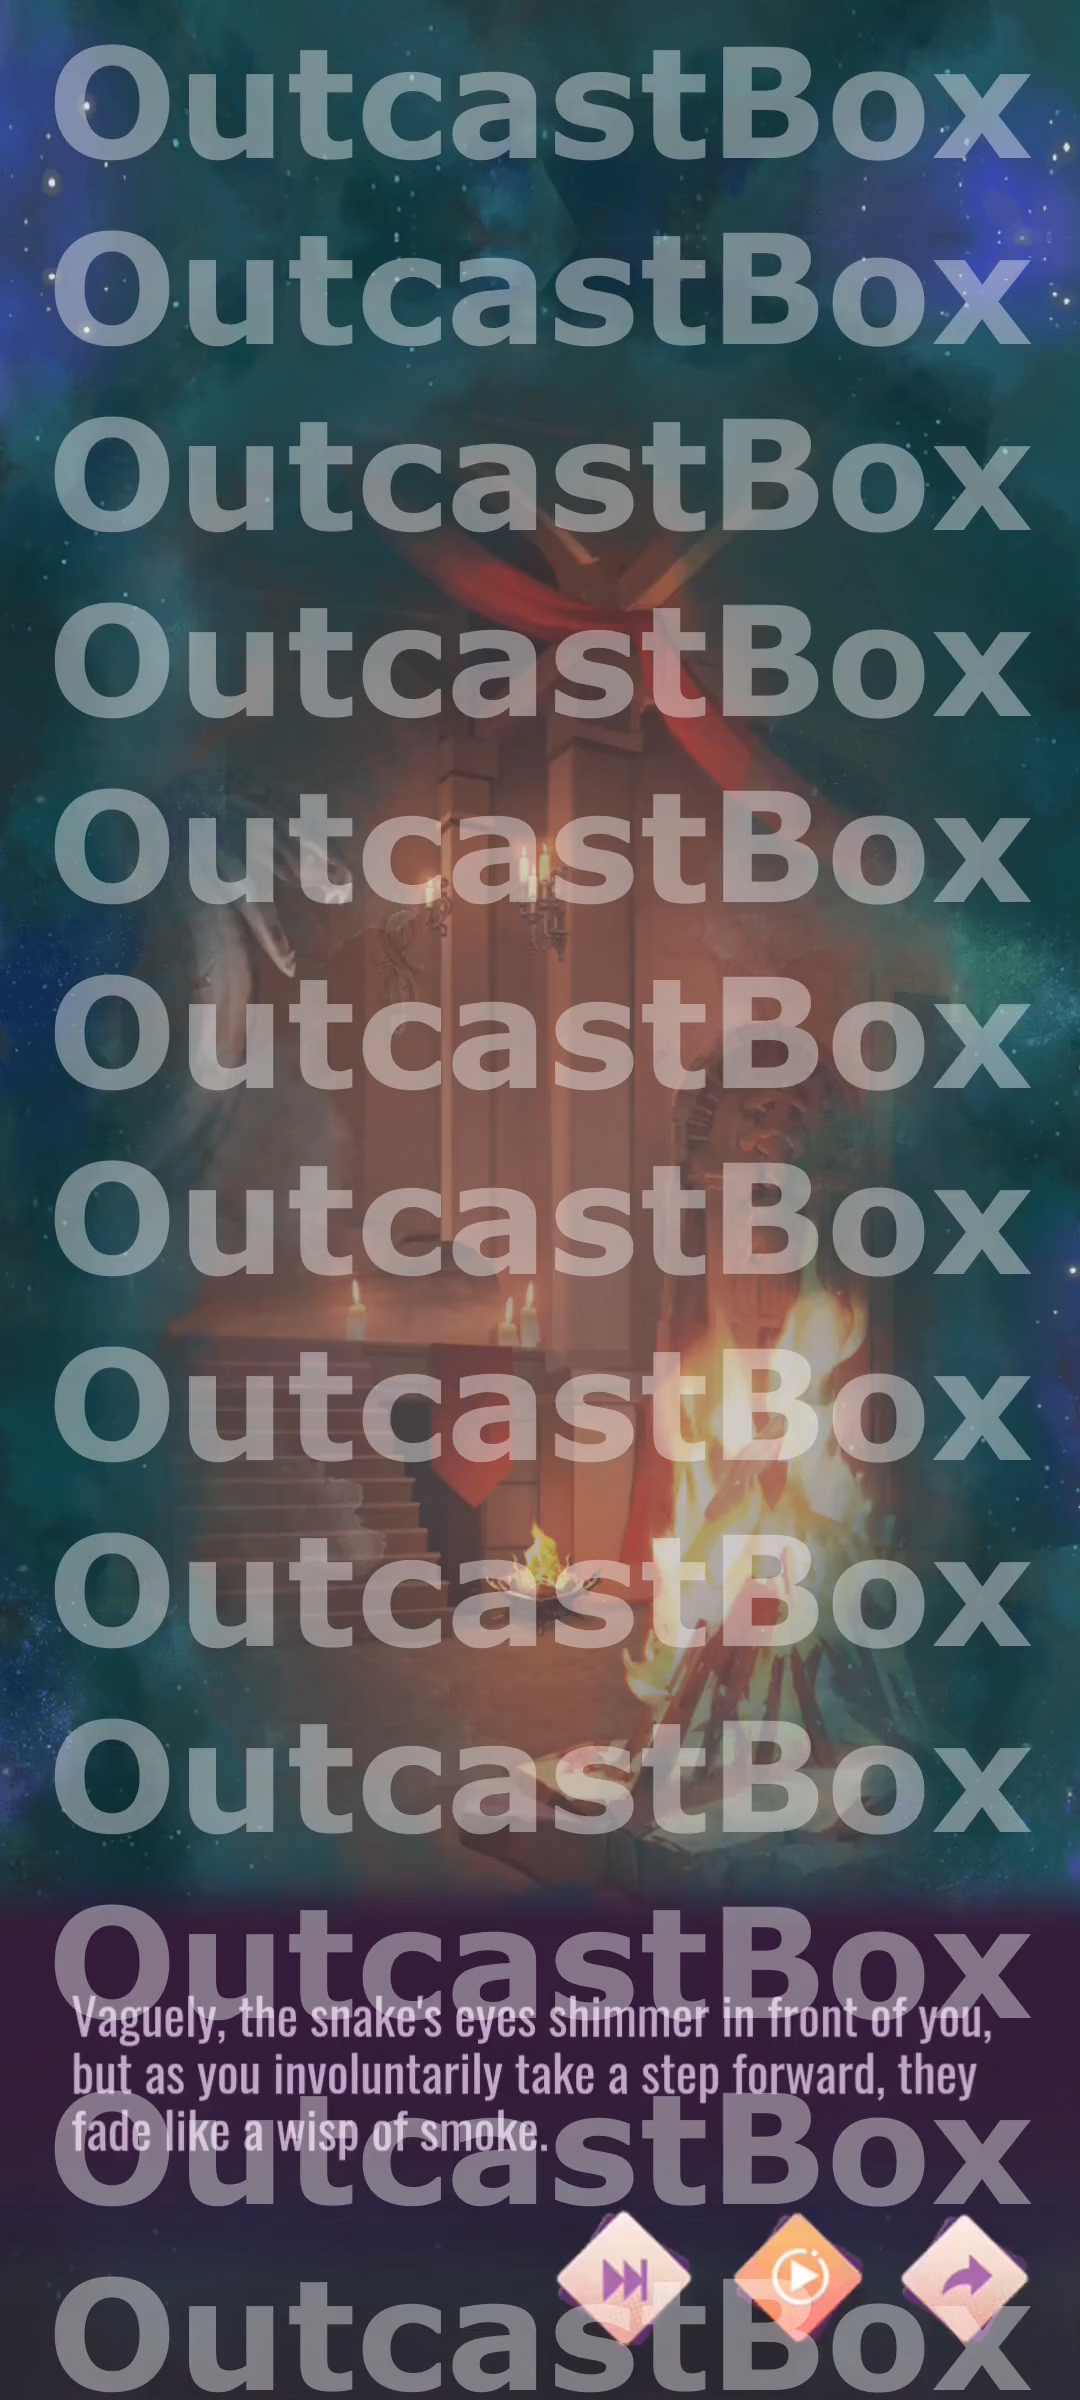 OutcastBox
OutcastBox
OutcastBox
OutcastBox
OutcastBox
OutcastBox
OutcastBox
OutcastBox
OutcastBox
OutcastBox
OutcastBox
Vaguely, the snake's eyes shimmer in front of you,
but as you involuntarily take a step forward, they
fade like a wisp of smoke.
OutcastBox
OutcastBox